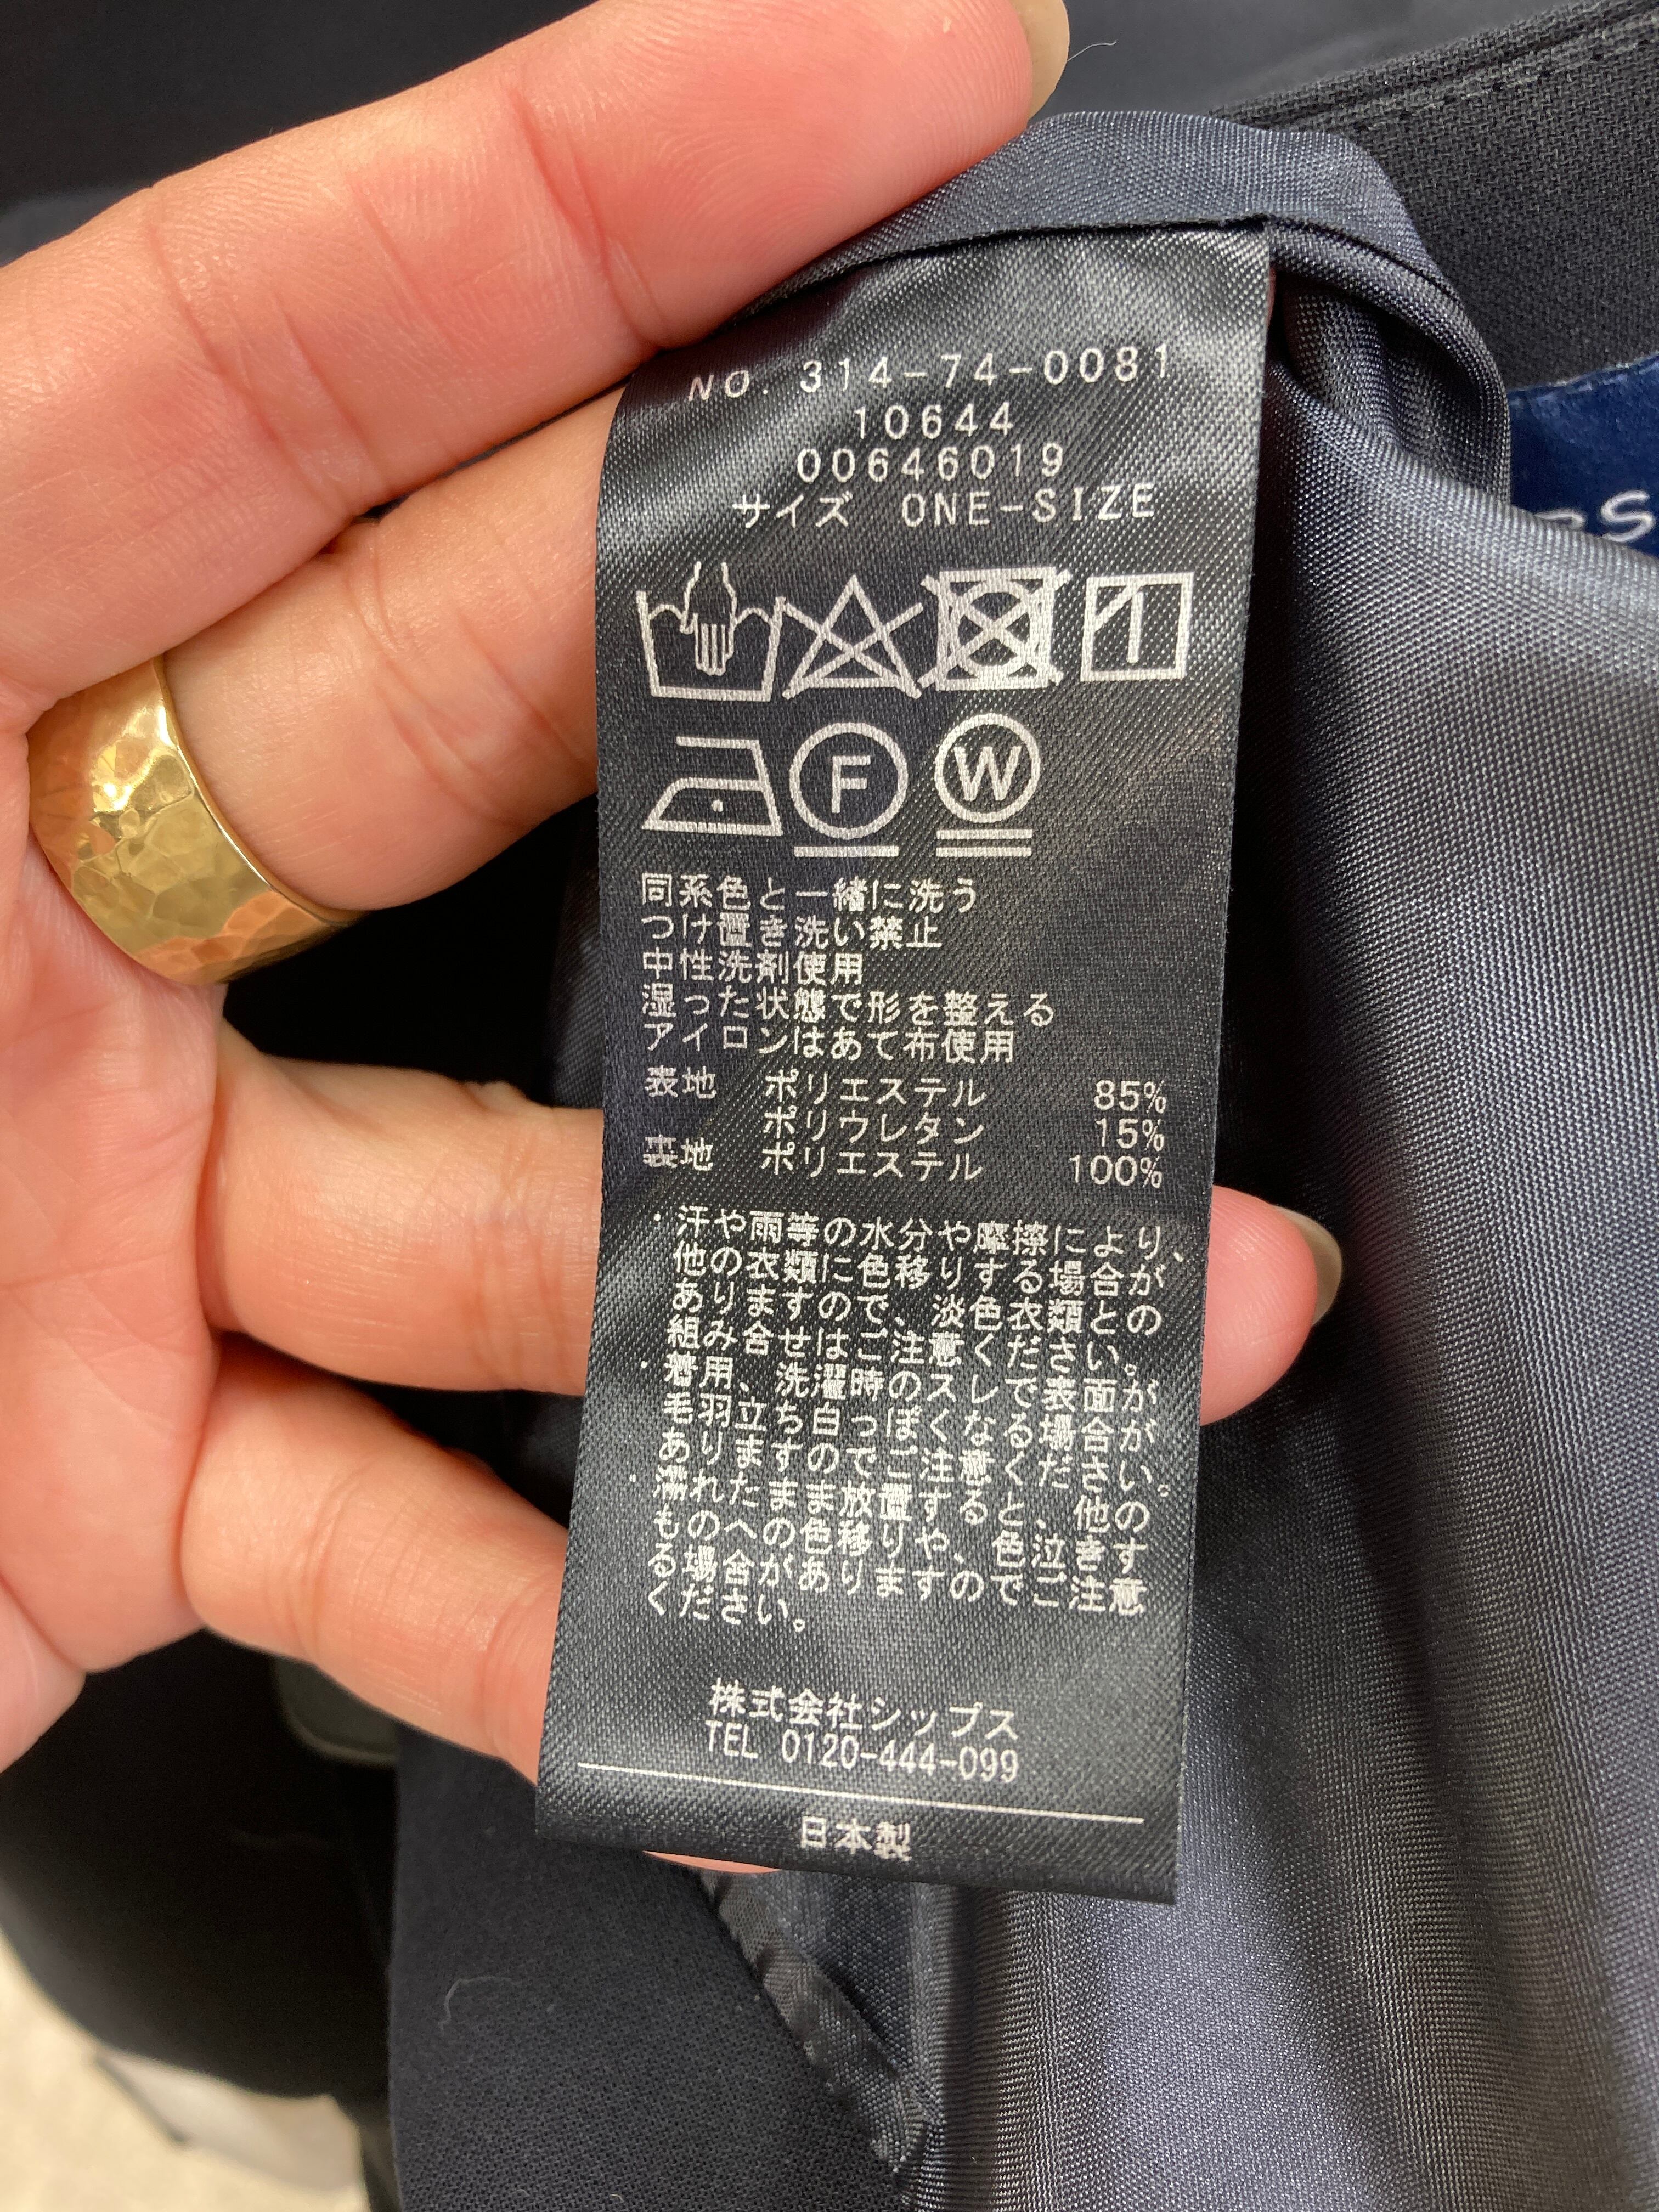 NO. 314-74-0081
10644
00646019
サイズ ONE-SIZE
F W
同系色と一緒に洗う
つけ置き洗い禁止
中性洗剤使用
湿った状態で形を整える
アイロンはあて布使用
表地 ポリエステル 85%
ポリウレタン 15%
裏地 ポリエステル 100%
・汗や雨等の水分や摩擦により、
他の衣類に色移りする場合が
ありますので、淡色衣類との
組み合せはご注意ください。
・着用、洗濯時のスレで表面が
毛羽立ち白っぽくなる場合が
ありますのでご注意ください。
・濡れたまま放置すると、他の
ものへの色移りや、色泣きす
る場合がありますのでご注意
ください。
株式会社シップス
TEL 0120-444-099
日本製